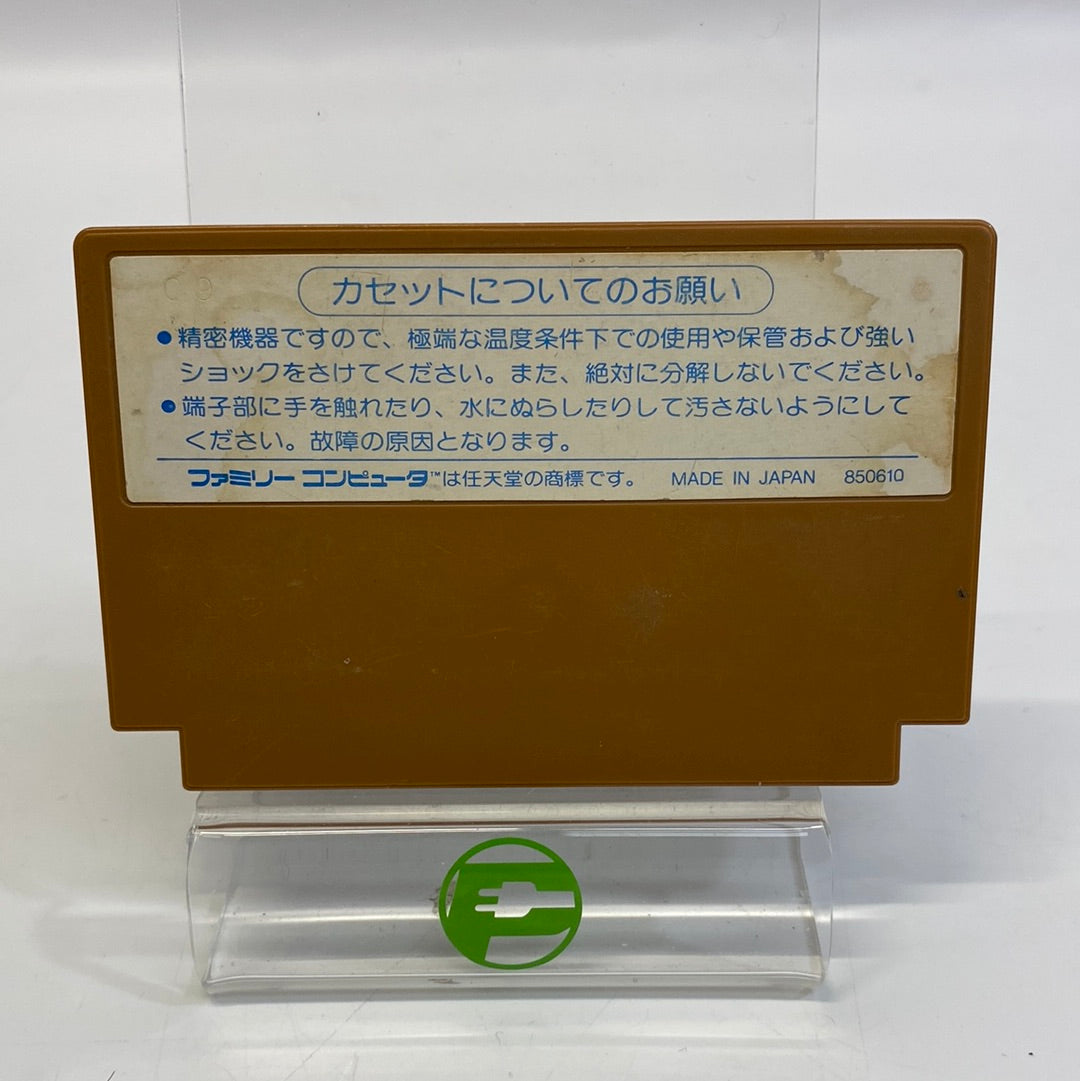 カセットについてのお願い
●精密機器ですので、極端な温度条件下での使用や保管および強い
ショックをさけてください。また、絶対に分解しないでください。
●端子部に手を触れたり、水にぬらしたりして汚さないようにして
ください。故障の原因となります。
ファミリー コンピュータ™は任天堂の商標です。 MADE IN JAPAN 850610